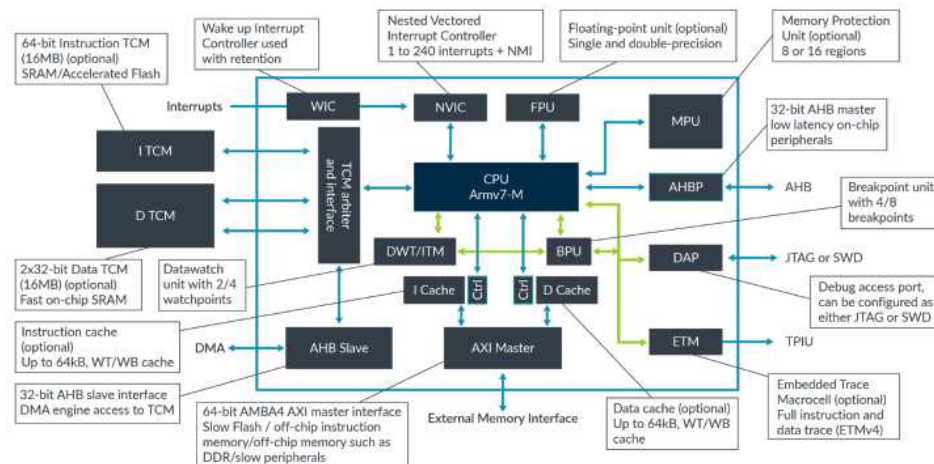 64-bit Instruction TCM
(16MB) (optional)
SRAM/Accelerated Flash
Wake up Interrupt
Controller used
with retention
Nested Vectored
Interrupt Controller
1 to 240 interrupts + NMI
Floating-point unit (optional)
Single and double-precision
Memory Protection
Unit (optional)
8 or 16 regions
Interrupts
WIC
NVIC
FPU
MPU
32-bit AHB master
low latency on-chip
peripherals
I TCM
TCM arbiter
and interface
CPU
Armv7-M
AHBP
AHB
D TCM
Breakpoint unit
with 4/8
breakpoints
DWT/ITM
BPU
DAP
JTAG or SWD
2x32-bit Data TCM
(16MB) (optional)
Fast on-chip SRAM
Datawatch
unit with 2/4
watchpoints
I Cache
Ctrl
Ctrl
D Cache
Debug access port,
can be configured as
either JTAG or SWD
Instruction cache
(optional)
Up to 64kB, WT/WB cache
DMA
AHB Slave
AXI Master
ETM
TPIU
32-bit AHB slave interface
DMA engine access to TCM
64-bit AMBA4 AXI master interface
Slow Flash / off-chip instruction
memory/off-chip memory such as
DDR/slow peripherals
External Memory Interface
Data cache (optional)
Up to 64kB, WT/WB
cache
Embedded Trace
Macrocell (optional)
Full instruction and
data trace (ETMv4)